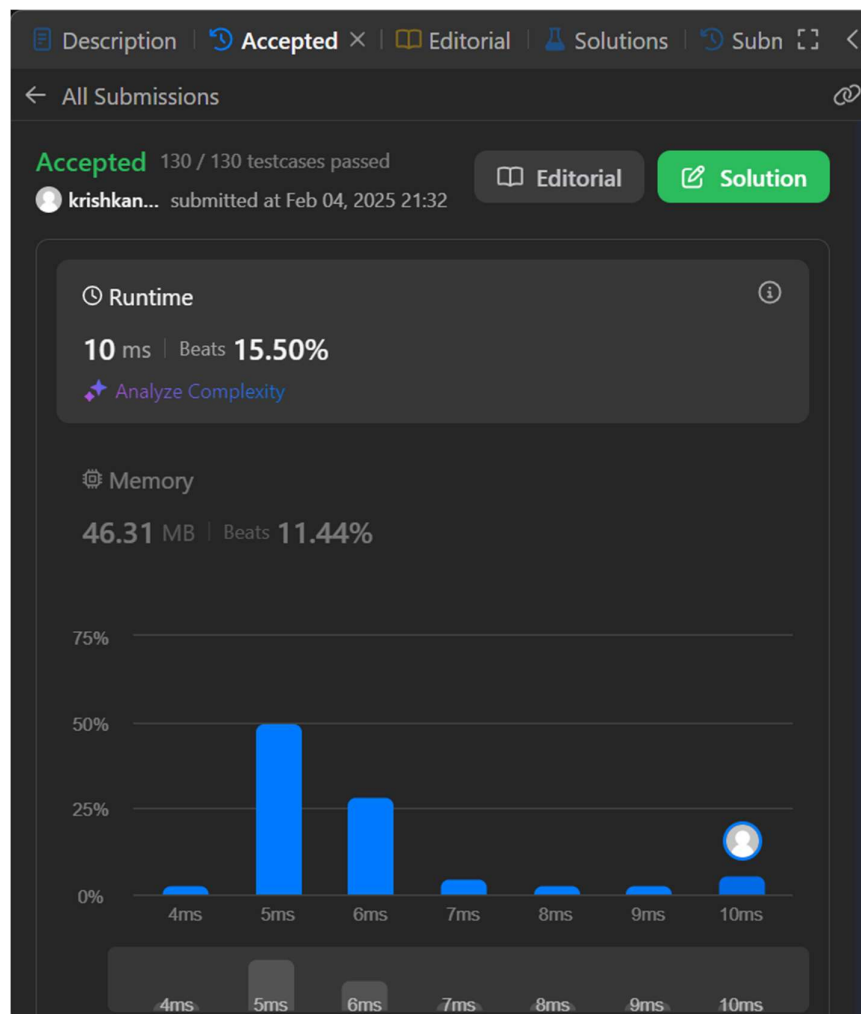 Description Accepted Editorial Solutions Subn
All Submissions
Accepted 130 / 130 testcases passed
krishkan... submitted at Feb 04, 2025 21:32
Editorial Solution
Runtime
10 ms Beats 15.50%
Analyze Complexity
Memory
46.31 MB Beats 11.44%
75%
50%
25%
0%
4ms 5ms 6ms 7ms 8ms 9ms 10ms
4ms 5ms 6ms 7ms 8ms 9ms 10ms